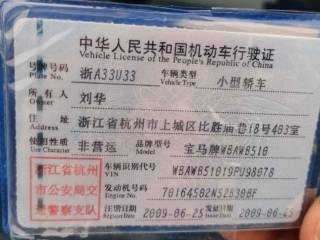 中华人民共和国机动车行驶证
Vehicle License of the People's Republic of China
号牌号码 浙A33U33 车辆类型 小型轿车
Plate No. Vehicle Type
所有人 刘华
Owner
住址 浙江省杭州市上城区比胜庙巷18号403室
Address
使用性质 非营运 品牌型号 宝马牌WBAWB510
Use Character Model
浙江省杭州 车辆识别代号 WBAWB51019PU98078
VIN
市公安局交 发动机号码 70164502N52B30BF
Engine No.
通警察支队 注册日期 2009-06-25 发证日期 2009-06-25
Register Date Issue Date